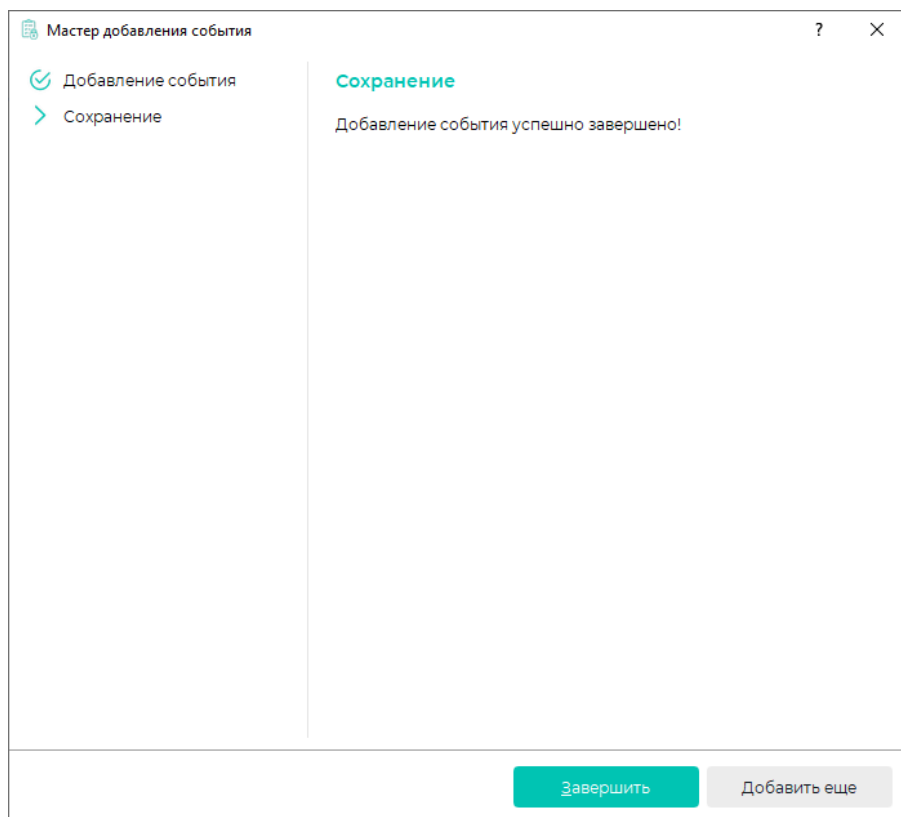 Мастер добавления события ?
Добавление события
Сохранение
Сохранение
Добавление события успешно завершено!
Завершить
Добавить еще